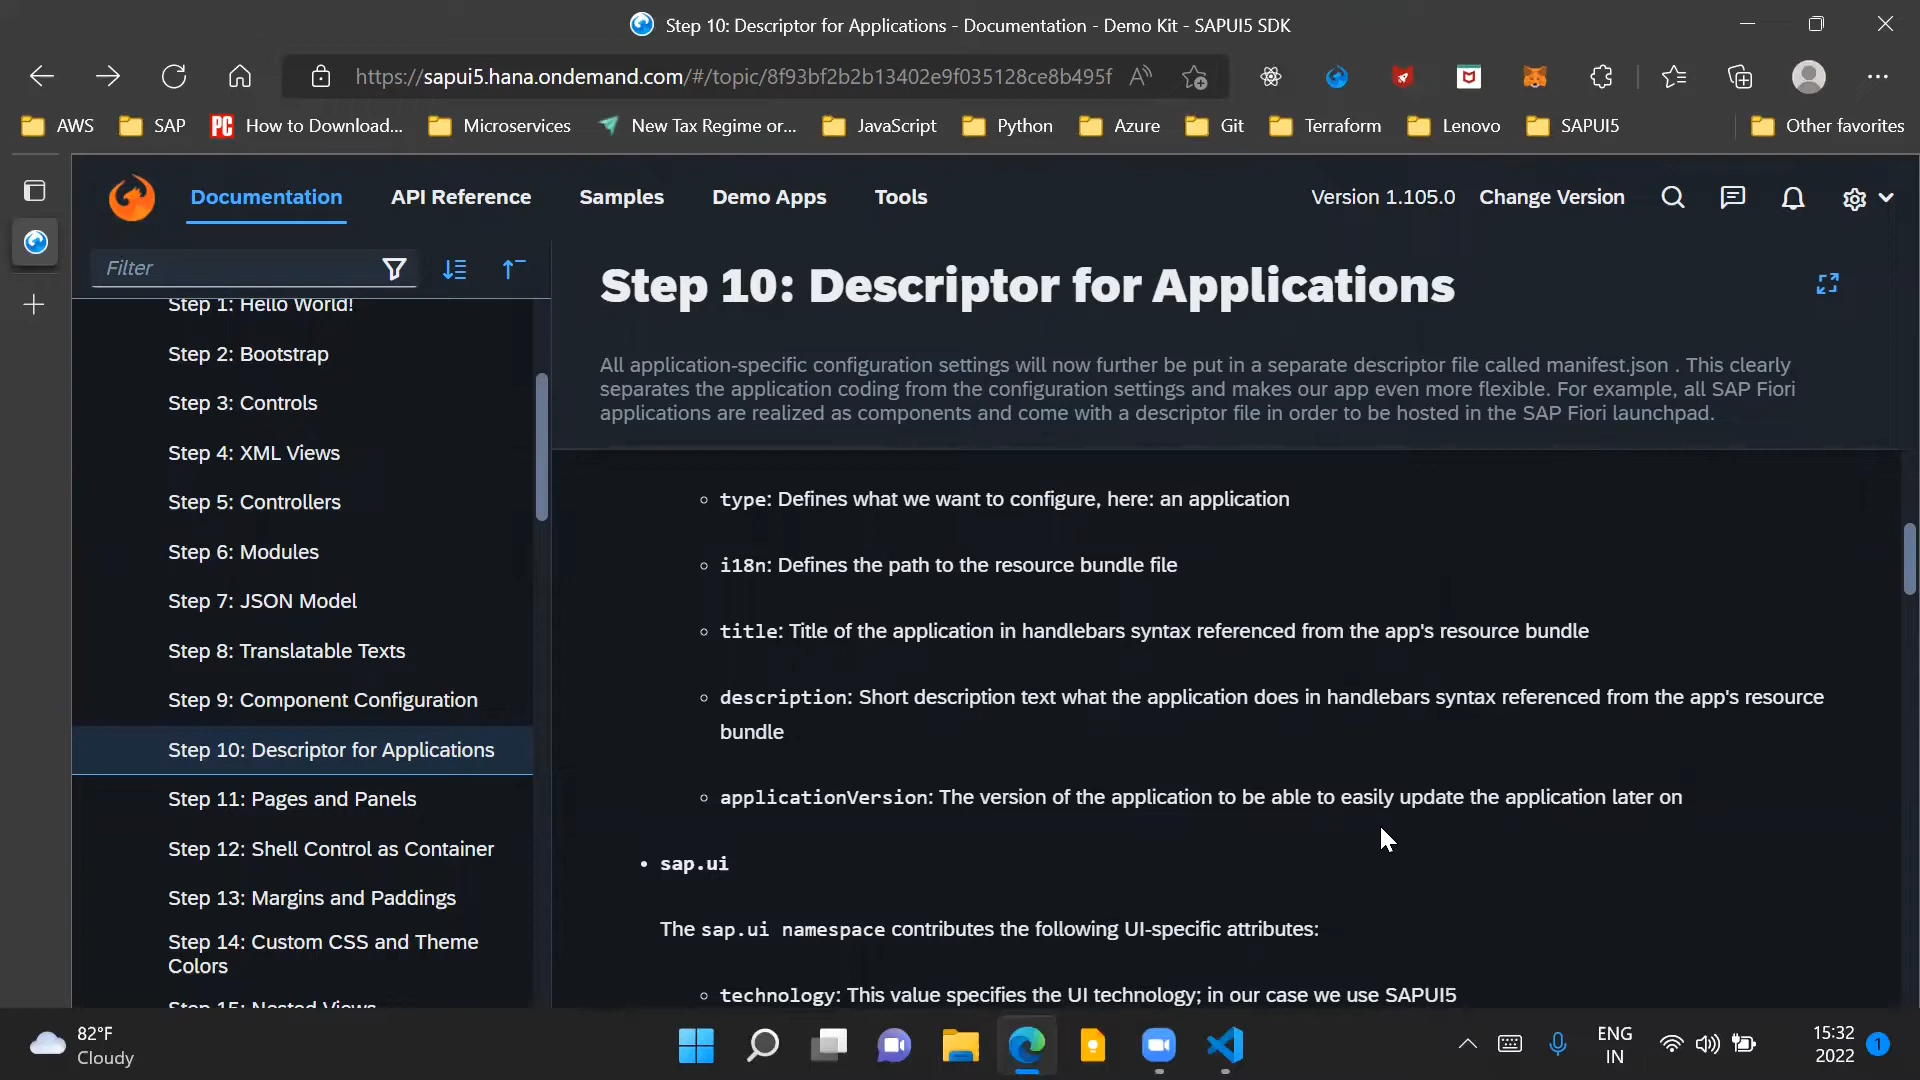 Step 10: Descriptor for Applications - Documentation - Demo Kit - SAPUI5 SDK
https://sapui5.hana.ondemand.com/#/topic/8f93bf2b2b13402e9f035128ce8b495f
AWS
SAP
PC
How to Download...
Microservices
New Tax Regime or...
JavaScript
Python
Azure
Git
Terraform
Lenovo
SAPUI5
Other favorites
Documentation
API Reference
Samples
Demo Apps
Tools
Version 1.105.0
Change Version
Filter
Step 1: Hello World!
Step 2: Bootstrap
Step 3: Controls
Step 4: XML Views
Step 5: Controllers
Step 6: Modules
Step 7: JSON Model
Step 8: Translatable Texts
Step 9: Component Configuration
Step 10: Descriptor for Applications
Step 11: Pages and Panels
Step 12: Shell Control as Container
Step 13: Margins and Paddings
Step 14: Custom CSS and Theme
Colors
Step 15: Nested Views
Step 10: Descriptor for Applications
All application-specific configuration settings will now further be put in a separate descriptor file called manifest.json . This clearly
separates the application coding from the configuration settings and makes our app even more flexible. For example, all SAP Fiori
applications are realized as components and come with a descriptor file in order to be hosted in the SAP Fiori launchpad.
type: Defines what we want to configure, here: an application
i18n: Defines the path to the resource bundle file
title: Title of the application in handlebars syntax referenced from the app's resource bundle
description: Short description text what the application does in handlebars syntax referenced from the app's resource
bundle
applicationVersion: The version of the application to be able to easily update the application later on
sap.ui
The sap.ui namespace contributes the following UI-specific attributes:
technology: This value specifies the UI technology; in our case we use SAPUI5
82°F
Cloudy
ENG
IN
15:32
2022
1